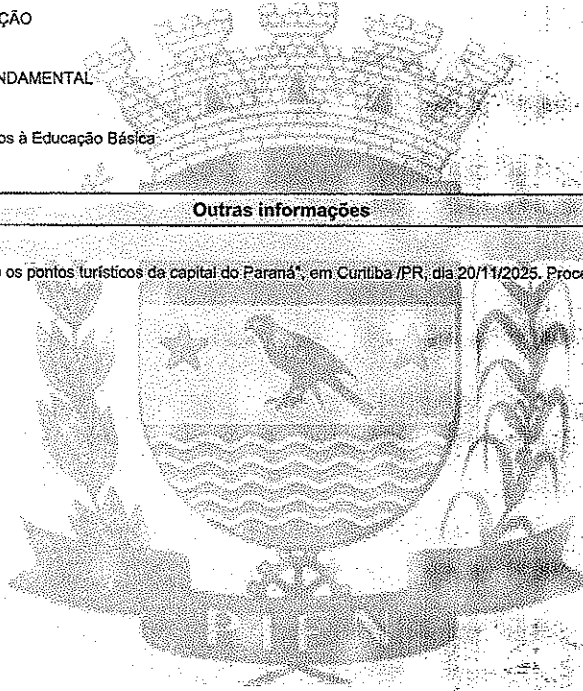 ÇÃO
NDAMENTAL
os à Educação Básica
Outras informações
os pontos turísticos da capital do Paraná", em Curitiba /PR, dia 20/11/2025. Proce
PIEN